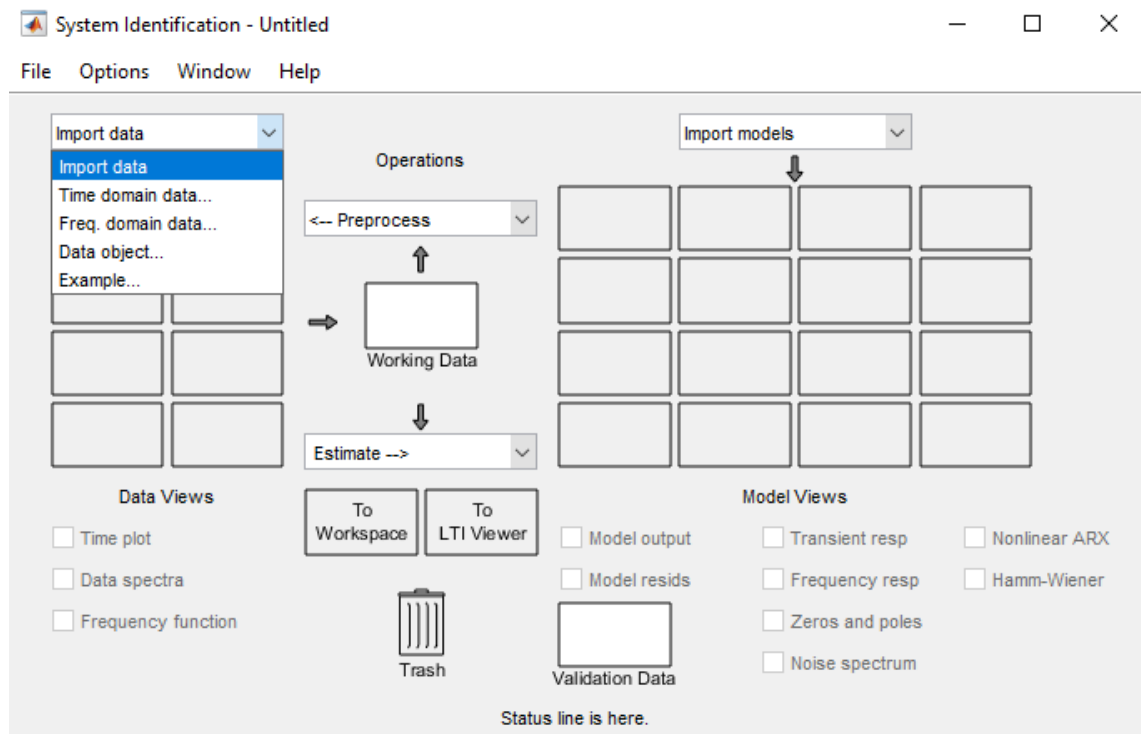 System Identification - Untitled
File Options Window Help
Import data
Import data
Time domain data...
Freq. domain data...
Data object...
Example...
Operations
<-- Preprocess
Working Data
Estimate -->
To Workspace
To LTI Viewer
Import models
Data Views
Time plot
Data spectra
Frequency function
Trash
Model Views
Model output
Model resids
Transient resp
Frequency resp
Zeros and poles
Noise spectrum
Nonlinear ARX
Hamm-Wiener
Validation Data
Status line is here.